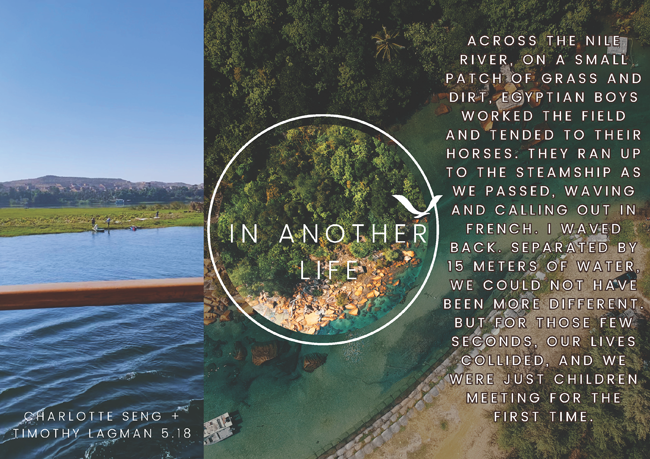 IN ANOTHER
LIFE
ACROSS THE NILE
RIVER, ON A SMALL
PATCH OF GRASS AND
DIRT, EGYPTIAN BOYS
WORKED THE FIELD
AND TENDED TO THEIR
HORSES. THEY RAN UP
TO THE STEAMSHIP AS
WE PASSED, WAVING
AND CALLING OUT IN
FRENCH. I WAVED
BACK. SEPARATED BY
15 METERS OF WATER,
WE COULD NOT HAVE
BEEN MORE DIFFERENT.
BUT FOR THOSE FEW
SECONDS, OUR LIVES
COLLIDED, AND WE
WERE JUST CHILDREN
MEETING FOR THE
FIRST TIME.
CHARLOTTE SENG +
TIMOTHY LAGMAN 5.18